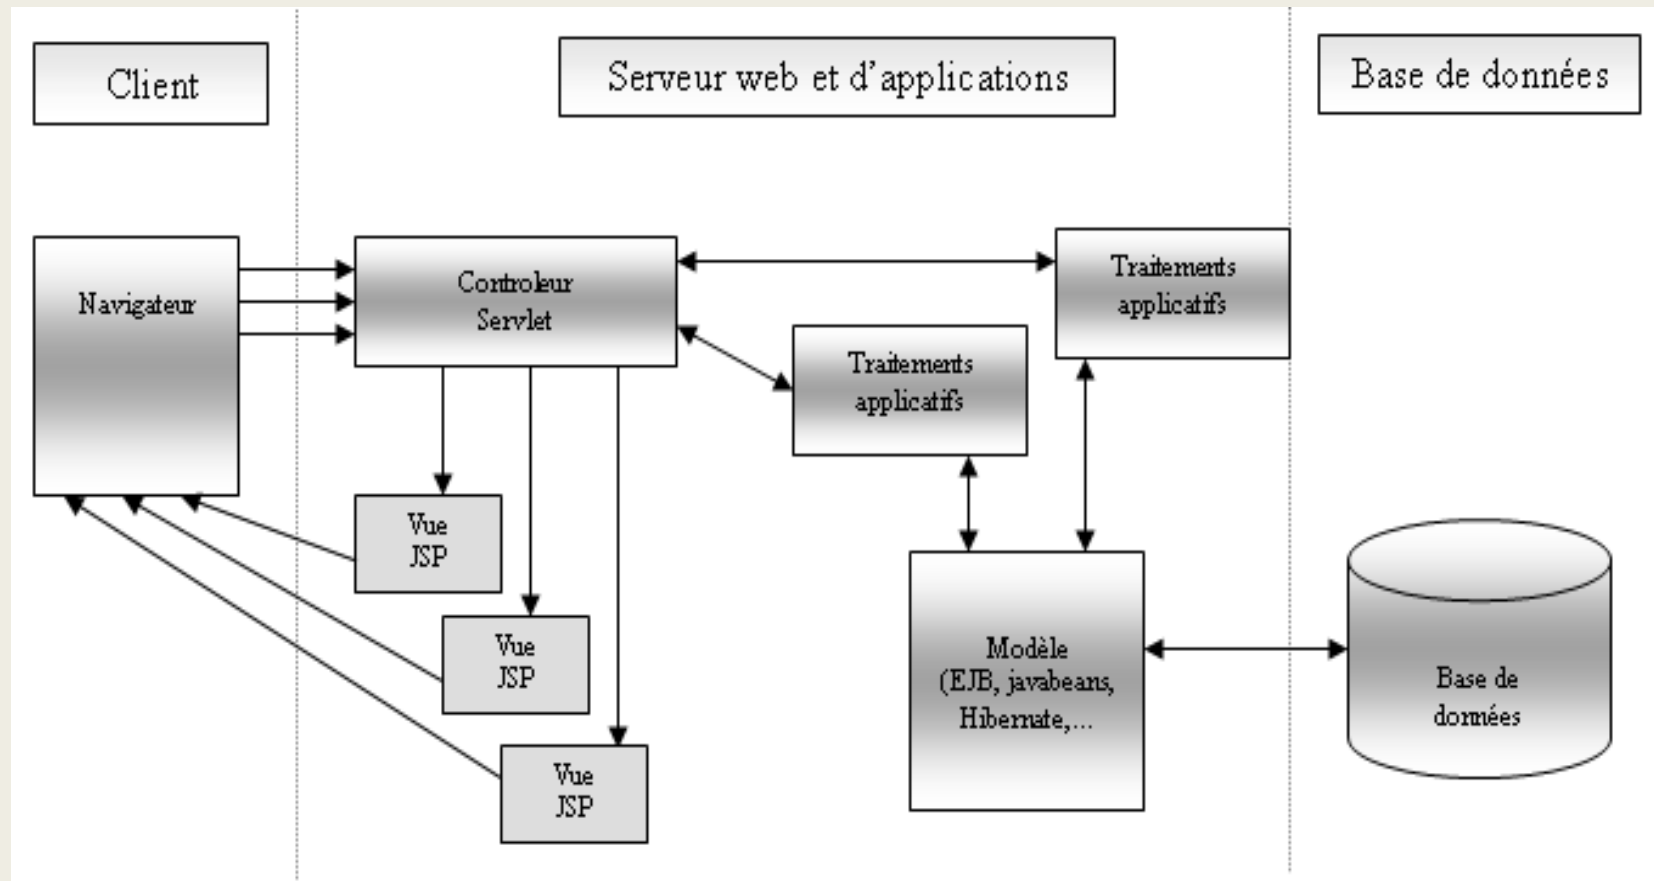 Client
Serveur web et d'applications
Base de données
Navigateur
Controleur
Servlet
Traitements
applicatifs
Traitements
applicatifs
Vue
JSP
Vue
JSP
Vue
JSP
Modèle
(EJB, javabeans,
Hibernate,...
Base de
données